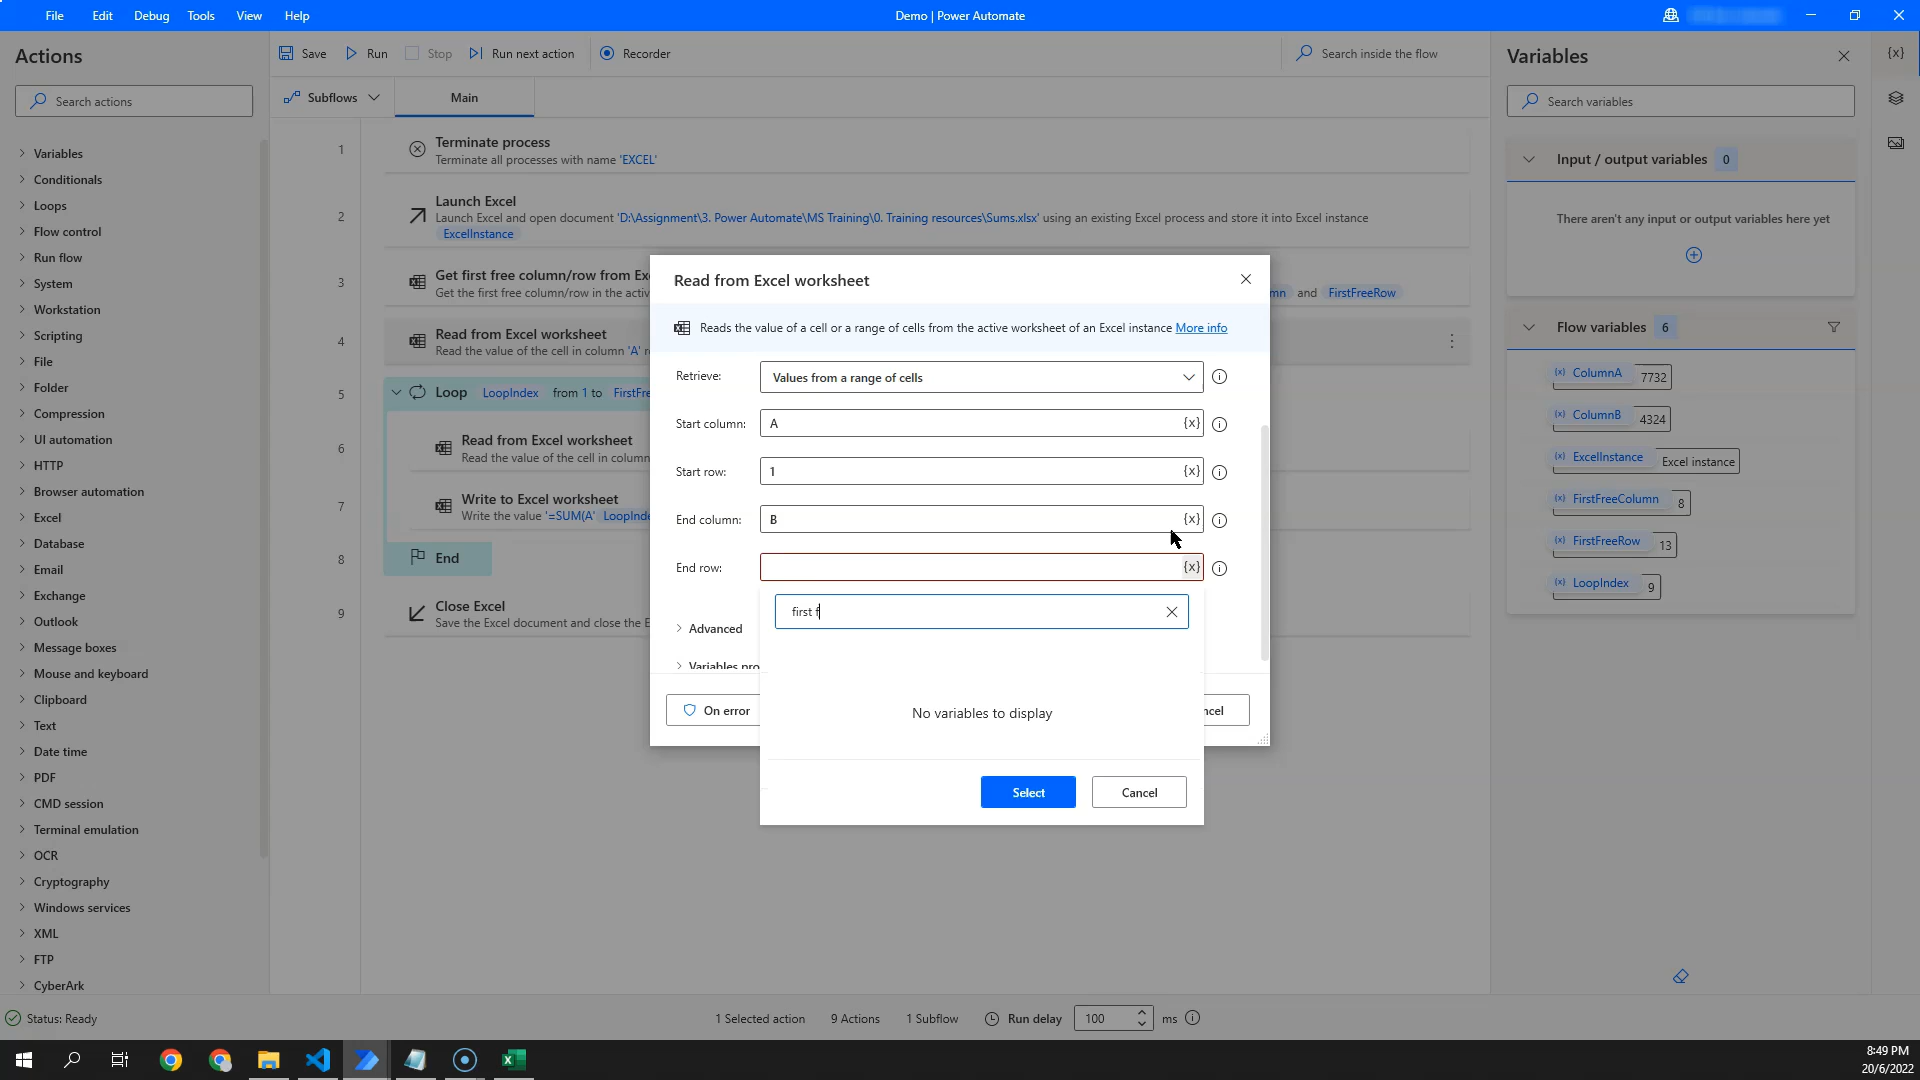 File Edit Debug Tools View Help
Demo | Power Automate
Actions
Search actions
Variables
Conditionals
Loops
Flow control
Run flow
System
Workstation
Scripting
File
Folder
Compression
UI automation
HTTP
Browser automation
Excel
Database
Email
Exchange
Outlook
Message boxes
Mouse and keyboard
Clipboard
Text
Date time
PDF
CMD session
Terminal emulation
OCR
Cryptography
Windows services
XML
FTP
CyberArk
Save Run Stop Run next action Recorder
Search inside the flow
Subflows Main
1 Terminate process
Terminate all processes with name 'EXCEL'
2 Launch Excel
Launch Excel and open document 'D:\Assignment\3. Power Automate\MS Training\0. Training resources\Sums.xlsx' using an existing Excel process and store it into Excel instance
ExcelInstance
3 Get first free column/row from Ex
Get the first free column/row in the activ
mn and FirstFreeRow
4 Read from Excel worksheet
Read the value of the cell in column 'A' r
5 Loop LoopIndex from 1 to FirstFre
6 Read from Excel worksheet
Read the value of the cell in column
7 Write to Excel worksheet
Write the value '=SUM(A' LoopInde
8 End
9 Close Excel
Save the Excel document and close the E
Read from Excel worksheet
Reads the value of a cell or a range of cells from the active worksheet of an Excel instance More info
Retrieve: Values from a range of cells
Start column: A {x}
Start row: 1 {x}
End column: B {x}
End row: {x}
first f
Advanced
Variables pro
No variables to display
On error
ncel
Select Cancel
Variables
Search variables
Input / output variables 0
There aren't any input or output variables here yet
Flow variables 6
(x) ColumnA 7732
(x) ColumnB 4324
(x) ExcelInstance Excel instance
(x) FirstFreeColumn 8
(x) FirstFreeRow 13
(x) LoopIndex 9
{x}
Status: Ready
1 Selected action 9 Actions 1 Subflow Run delay 100 ms
8:49 PM
20/6/2022